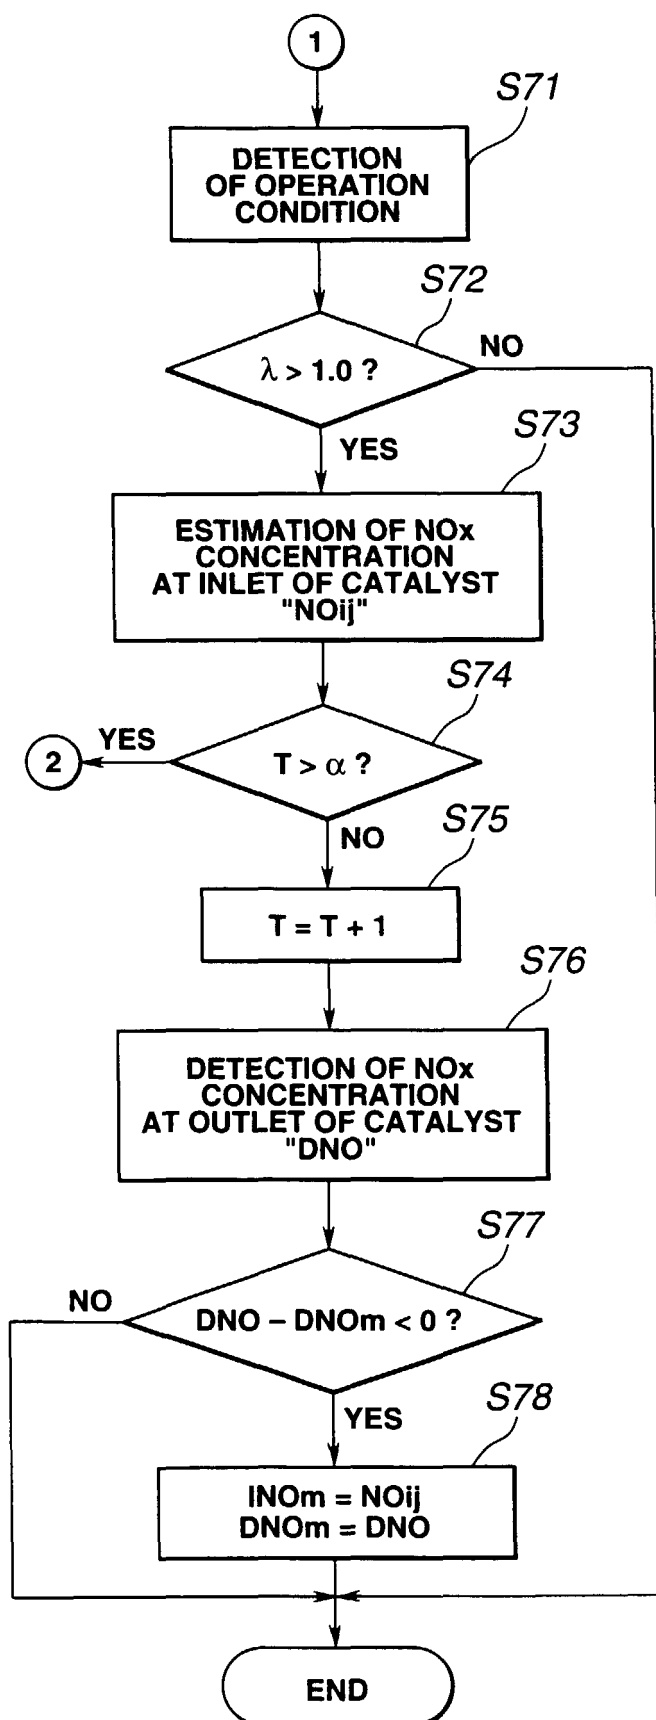 1
S71
DETECTION
OF OPERATION
CONDITION
S72
λ > 1.0 ?
NO
YES
S73
ESTIMATION OF NOx
CONCENTRATION
AT INLET OF CATALYST
"NOij"
S74
YES
2
T > α ?
NO
S75
T = T + 1
S76
DETECTION OF NOx
CONCENTRATION
AT OUTLET OF CATALYST
"DNO"
S77
NO
DNO – DNOm < 0 ?
YES
S78
INOm = NOij
DNOm = DNO
END